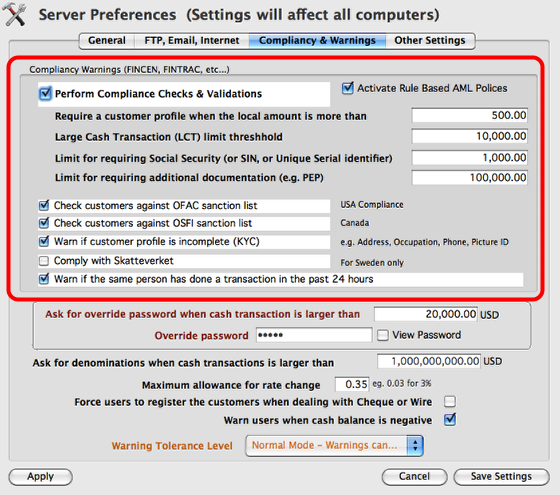 Server Preferences (Settings will affect all computers)
General FTP, Email, Internet Compliancy & Warnings Other Settings
Compliancy Warnings (FINCEN, FINTRAC, etc...)
Perform Compliance Checks & Validations Activate Rule Based AML Polices
Require a customer profile when the local amount is more than 500.00
Large Cash Transaction (LCT) limit threshhold 10,000.00
Limit for requiring Social Security (or SIN, or Unique Serial identifier) 1,000.00
Limit for requiring additional documentation (e.g. PEP) 100,000.00
Check customers against OFAC sanction list USA Compliance
Check customers against OSFI sanction list Canada
Warn if customer profile is incomplete (KYC) e.g. Address, Occupation, Phone, Picture ID
Comply with Skatteverket For Sweden only
Warn if the same person has done a transaction in the past 24 hours
Ask for override password when cash transaction is larger than 20,000.00 USD
Override password ••••• View Password
Ask for denominations when cash transactions is larger than 1,000,000,000.00 USD
Maximum allowance for rate change 0.35 eg. 0.03 for 3%
Force users to register the customers when dealing with Cheque or Wire
Warn users when cash balance is negative
Warning Tolerance Level Normal Mode – Warnings can...
Apply Cancel Save Settings